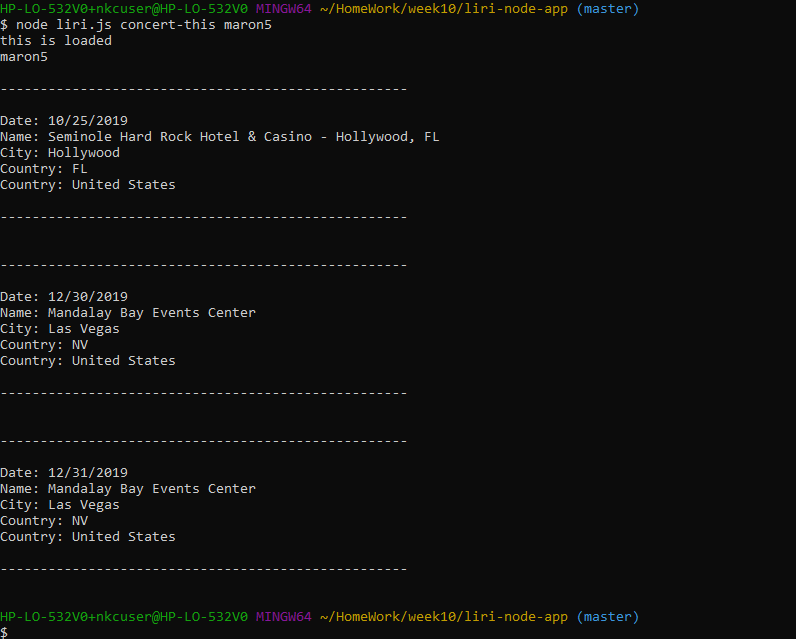 HP-LO-532V0+nkcuser@HP-LO-532V0 MINGW64 ~/HomeWork/week10/liri-node-app (master)
$ node liri.js concert-this maron5
this is loaded
maron5
---------------------------------------------------
Date: 10/25/2019
Name: Seminole Hard Rock Hotel & Casino - Hollywood, FL
City: Hollywood
Country: FL
Country: United States
---------------------------------------------------
---------------------------------------------------
Date: 12/30/2019
Name: Mandalay Bay Events Center
City: Las Vegas
Country: NV
Country: United States
---------------------------------------------------
---------------------------------------------------
Date: 12/31/2019
Name: Mandalay Bay Events Center
City: Las Vegas
Country: NV
Country: United States
---------------------------------------------------
HP-LO-532V0+nkcuser@HP-LO-532V0 MINGW64 ~/HomeWork/week10/liri-node-app (master)
$